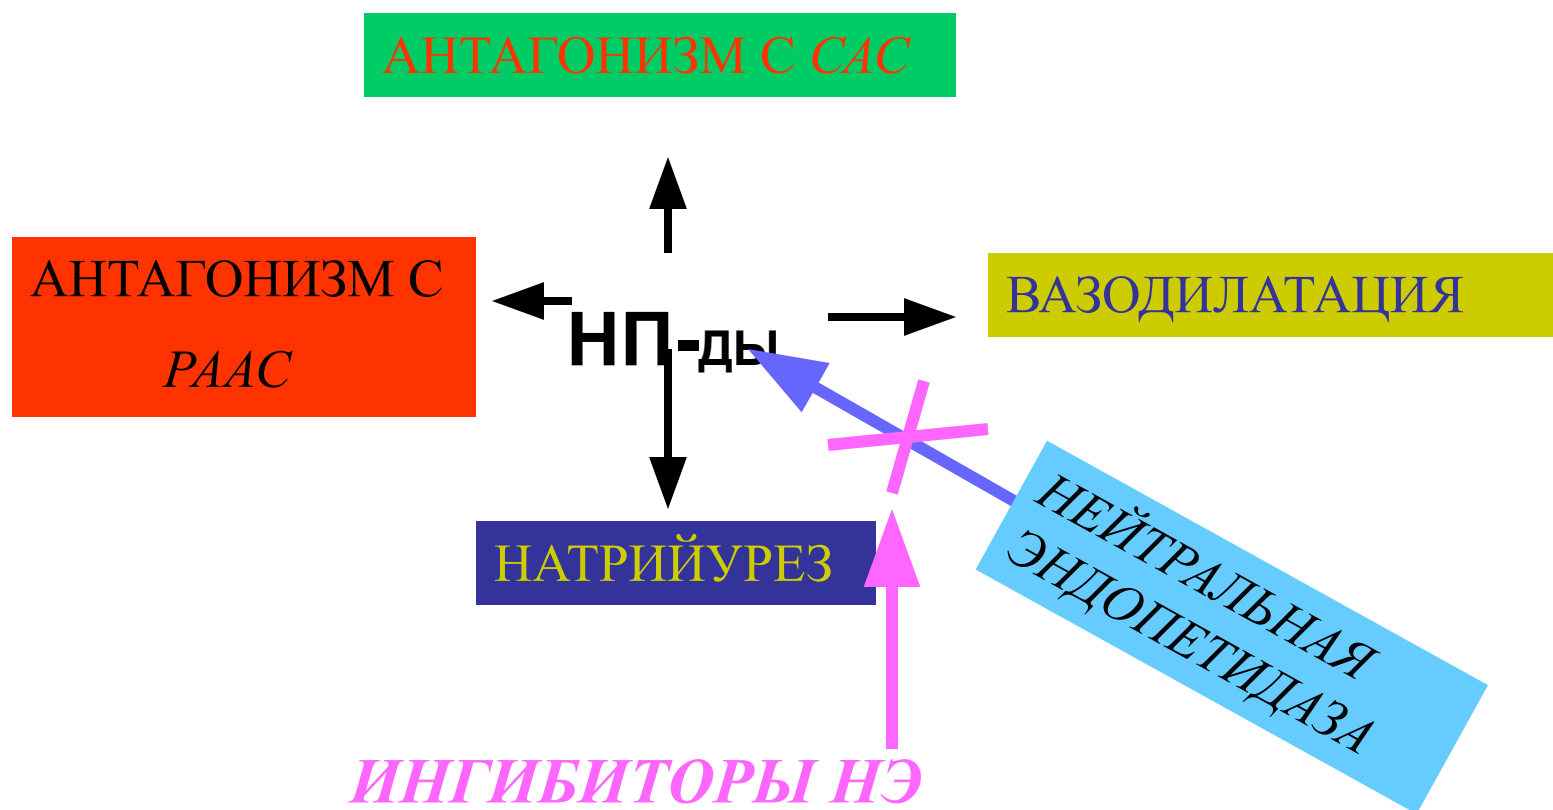 АНТАГОНИЗМ С САС
АНТАГОНИЗМ С
РААС
НП-ды
ВАЗОДИЛАТАЦИЯ
НАТРИЙУРЕЗ
НЕЙТРАЛЬНАЯ
ЭНДОПЕТИДАЗА
ИНГИБИТОРЫ НЭ